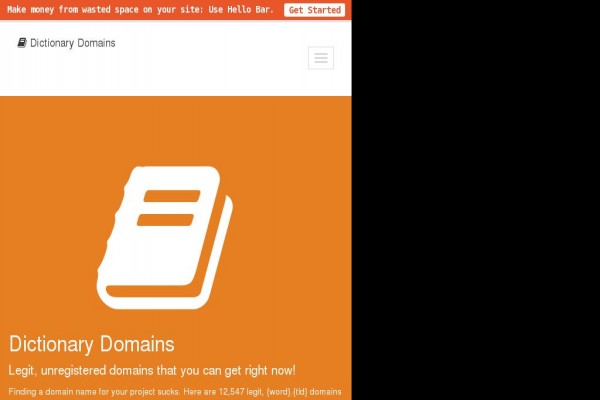 Make money from wasted space on your site: Use Hello Bar. Get Started
Dictionary Domains
Dictionary Domains
Legit, unregistered domains that you can get right now!
Finding a domain name for your project sucks. Here are 12,547 legit, {word}.{tld} domains